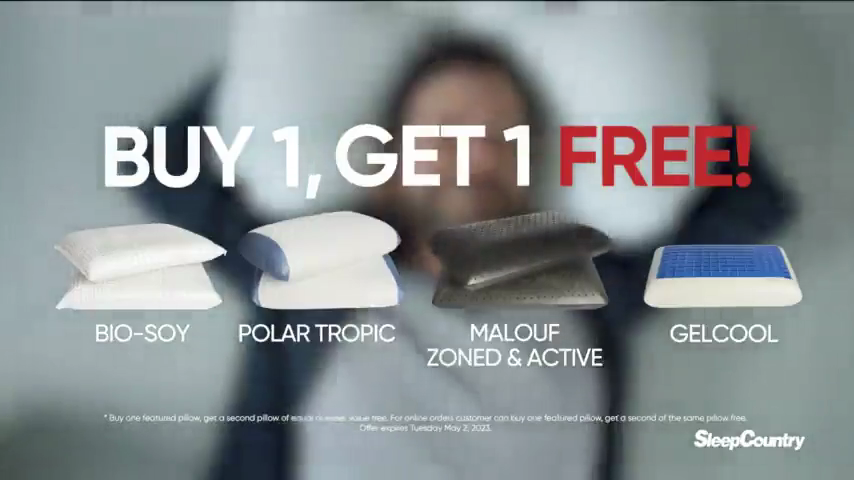 BUY 1, GET 1 FREE!
BIO-SOY
POLAR TROPIC
MALOUF
ZONED & ACTIVE
GELCOOL
* Buy one featured pillow, get a second pillow of equal or lesser value free. For online orders customer can buy one featured pillow, get a second of the same pillow free.
Offer expires Tuesday May 2, 2023.
SleepCountry